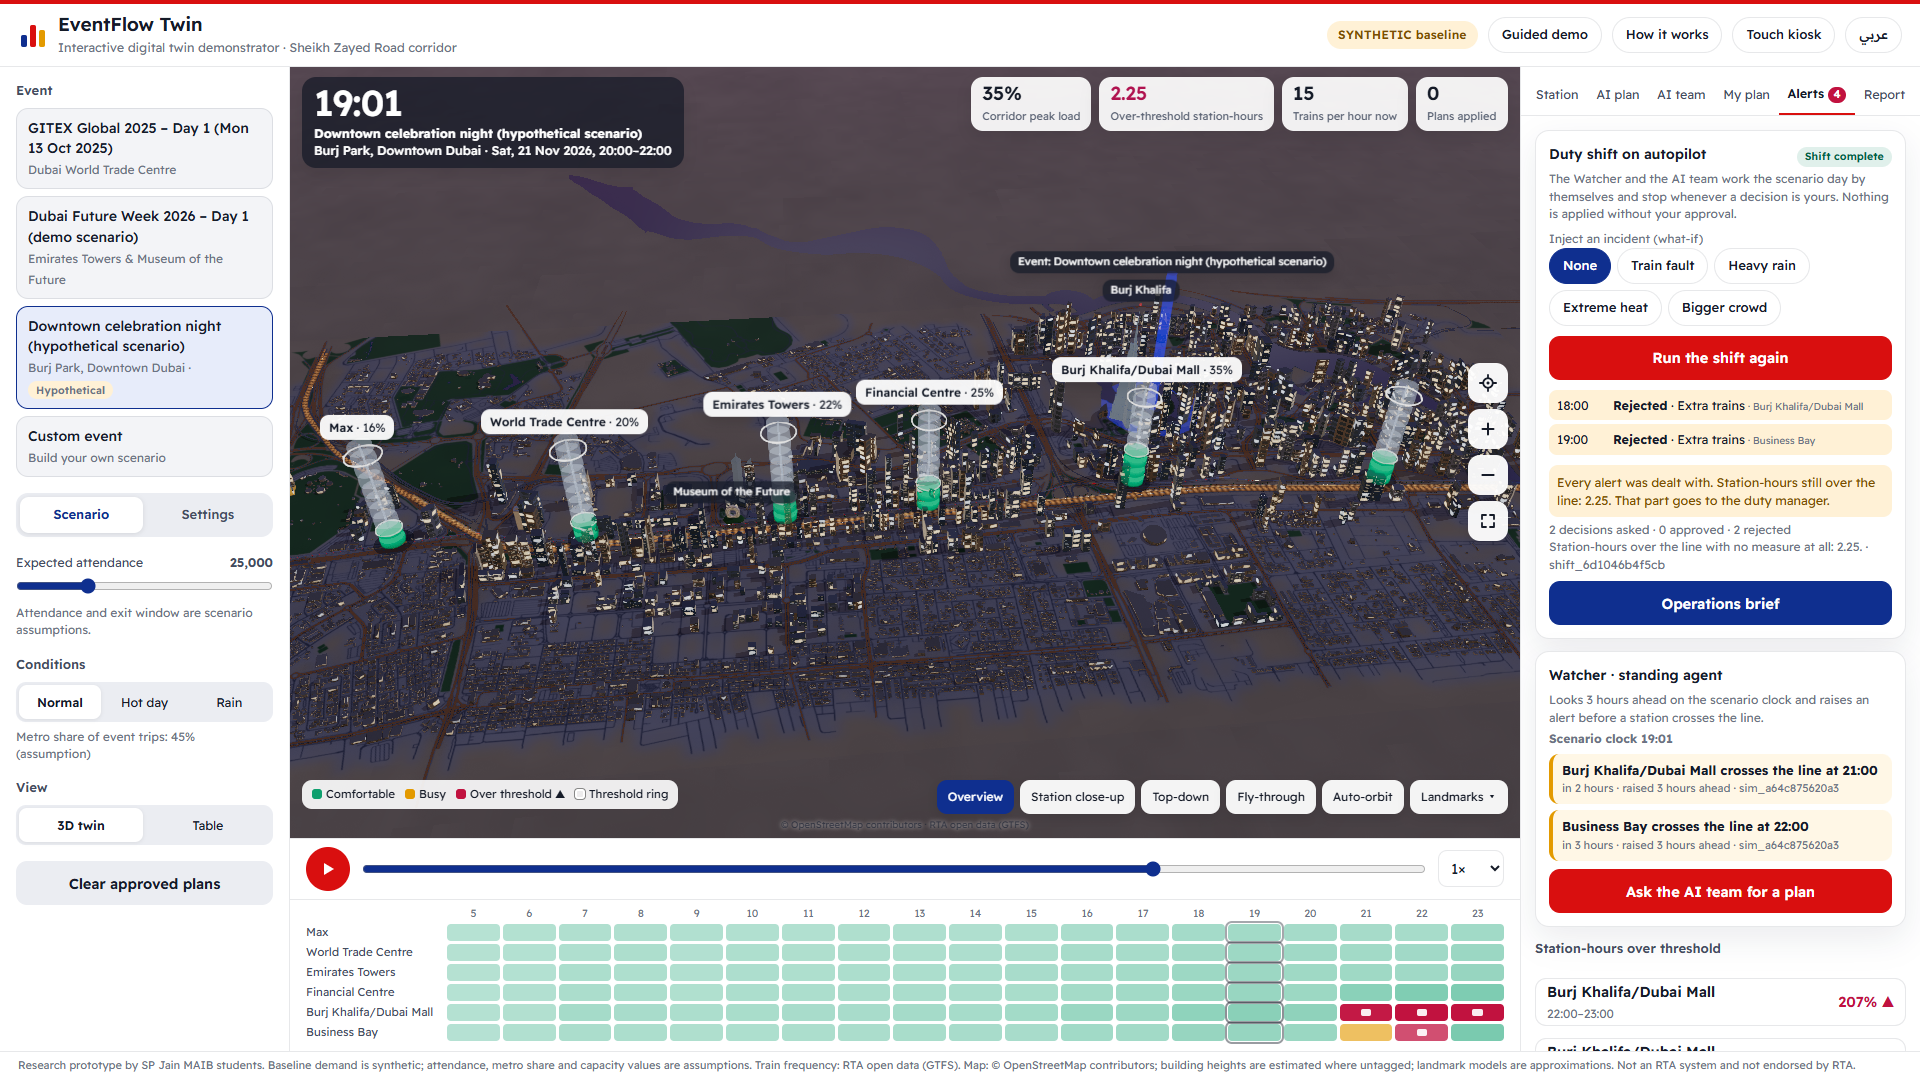 EventFlow Twin
Interactive digital twin demonstrator · Sheikh Zayed Road corridor
SYNTHETIC baseline
Guided demo
How it works
Touch kiosk
عربي
Event
GITEX Global 2025 – Day 1 (Mon
13 Oct 2025)
Dubai World Trade Centre
Dubai Future Week 2026 – Day 1
(demo scenario)
Emirates Towers & Museum of the
Future
Downtown celebration night
(hypothetical scenario)
Burj Park, Downtown Dubai ·
Hypothetical
Custom event
Build your own scenario
Scenario
Settings
Expected attendance 25,000
Attendance and exit window are scenario
assumptions.
Conditions
Normal
Hot day
Rain
Metro share of event trips: 45%
(assumption)
View
3D twin
Table
Clear approved plans
19:01
Downtown celebration night (hypothetical scenario)
Burj Park, Downtown Dubai · Sat, 21 Nov 2026, 20:00–22:00
35%
Corridor peak load
2.25
Over-threshold station-hours
15
Trains per hour now
0
Plans applied
Event: Downtown celebration night (hypothetical scenario)
Burj Khalifa
Burj Khalifa/Dubai Mall · 35%
Financial Centre · 25%
Emirates Towers · 22%
World Trade Centre · 20%
Max · 16%
Museum of the Future
Comfortable
Busy
Over threshold ▲
Threshold ring
Overview
Station close-up
Top-down
Fly-through
Auto-orbit
Landmarks
© OpenStreetMap contributors · RTA open data (GTFS)
1×
5 6 7 8 9 10 11 12 13 14 15 16 17 18 19 20 21 22 23
Max
World Trade Centre
Emirates Towers
Financial Centre
Burj Khalifa/Dubai Mall
Business Bay
Station
AI plan
AI team
My plan
Alerts 4
Report
Duty shift on autopilot
Shift complete
The Watcher and the AI team work the scenario day by
themselves and stop whenever a decision is yours. Nothing
is applied without your approval.
Inject an incident (what-if)
None
Train fault
Heavy rain
Extreme heat
Bigger crowd
Run the shift again
18:00 Rejected · Extra trains · Burj Khalifa/Dubai Mall
19:00 Rejected · Extra trains · Business Bay
Every alert was dealt with. Station-hours still over the
line: 2.25. That part goes to the duty manager.
2 decisions asked · 0 approved · 2 rejected
Station-hours over the line with no measure at all: 2.25. ·
shift_6d1046b4f5cb
Operations brief
Watcher · standing agent
Looks 3 hours ahead on the scenario clock and raises an
alert before a station crosses the line.
Scenario clock 19:01
Burj Khalifa/Dubai Mall crosses the line at 21:00
in 2 hours · raised 3 hours ahead · sim_a64c875620a3
Business Bay crosses the line at 22:00
in 3 hours · raised 3 hours ahead · sim_a64c875620a3
Ask the AI team for a plan
Station-hours over threshold
Burj Khalifa/Dubai Mall
22:00–23:00
207% ▲
Burj Khalifa/Dubai Mall
Research prototype by SP Jain MAIB students. Baseline demand is synthetic; attendance, metro share and capacity values are assumptions. Train frequency: RTA open data (GTFS). Map: © OpenStreetMap contributors; building heights are estimated where untagged; landmark models are approximations. Not an RTA system and not endorsed by RTA.